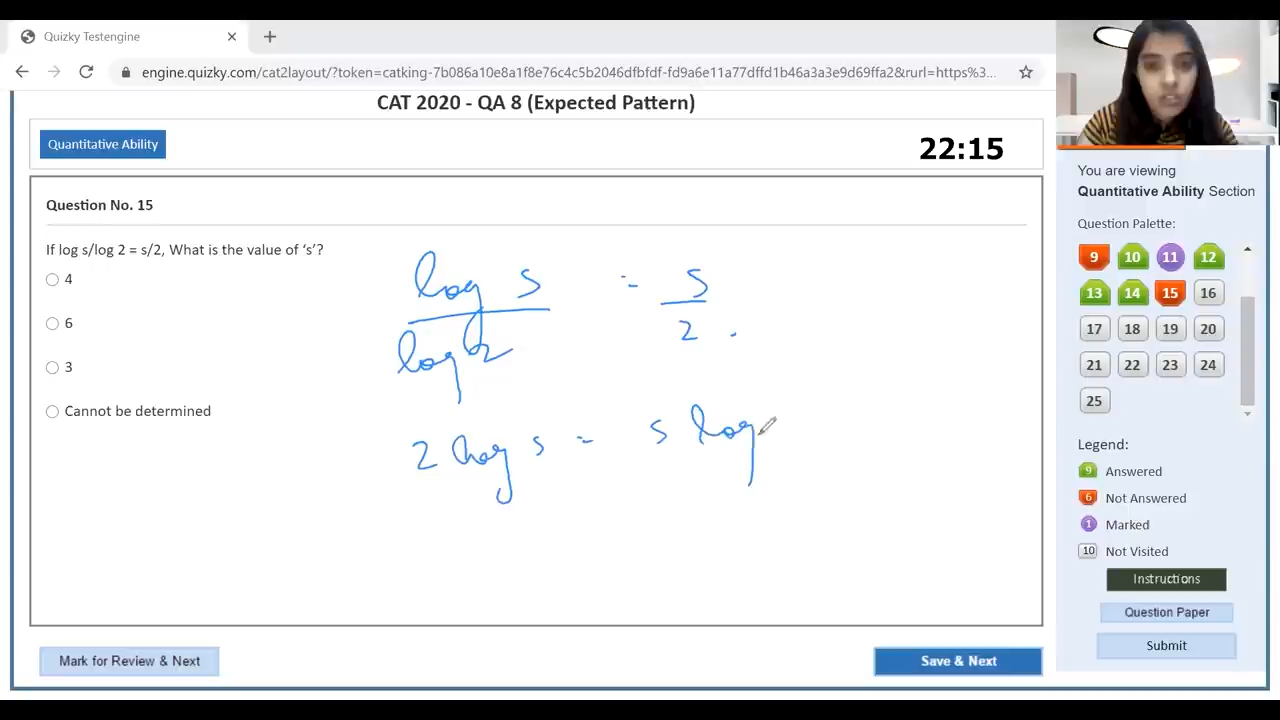 Quizky Testengine
engine.quizky.com/cat2layout/?token=catking-7b086a10e8a1f8e76c4c5b2046dfbfdf-fd9a6e11a77dffd1b46a3a3e9d69ffa2&rurl=https%3...
CAT 2020 - QA 8 (Expected Pattern)
Quantitative Ability
22:15
Question No. 15
If log s/log 2 = s/2, What is the value of ‘s’?
4
6
3
Cannot be determined
log s = s
log 2 2 .
2 log s = s log
Mark for Review & Next
Save & Next
You are viewing
Quantitative Ability Section
Question Palette:
9 10 11 12
13 14 15 16
17 18 19 20
21 22 23 24
25
Legend:
9 Answered
6 Not Answered
1 Marked
10 Not Visited
Instructions
Question Paper
Submit